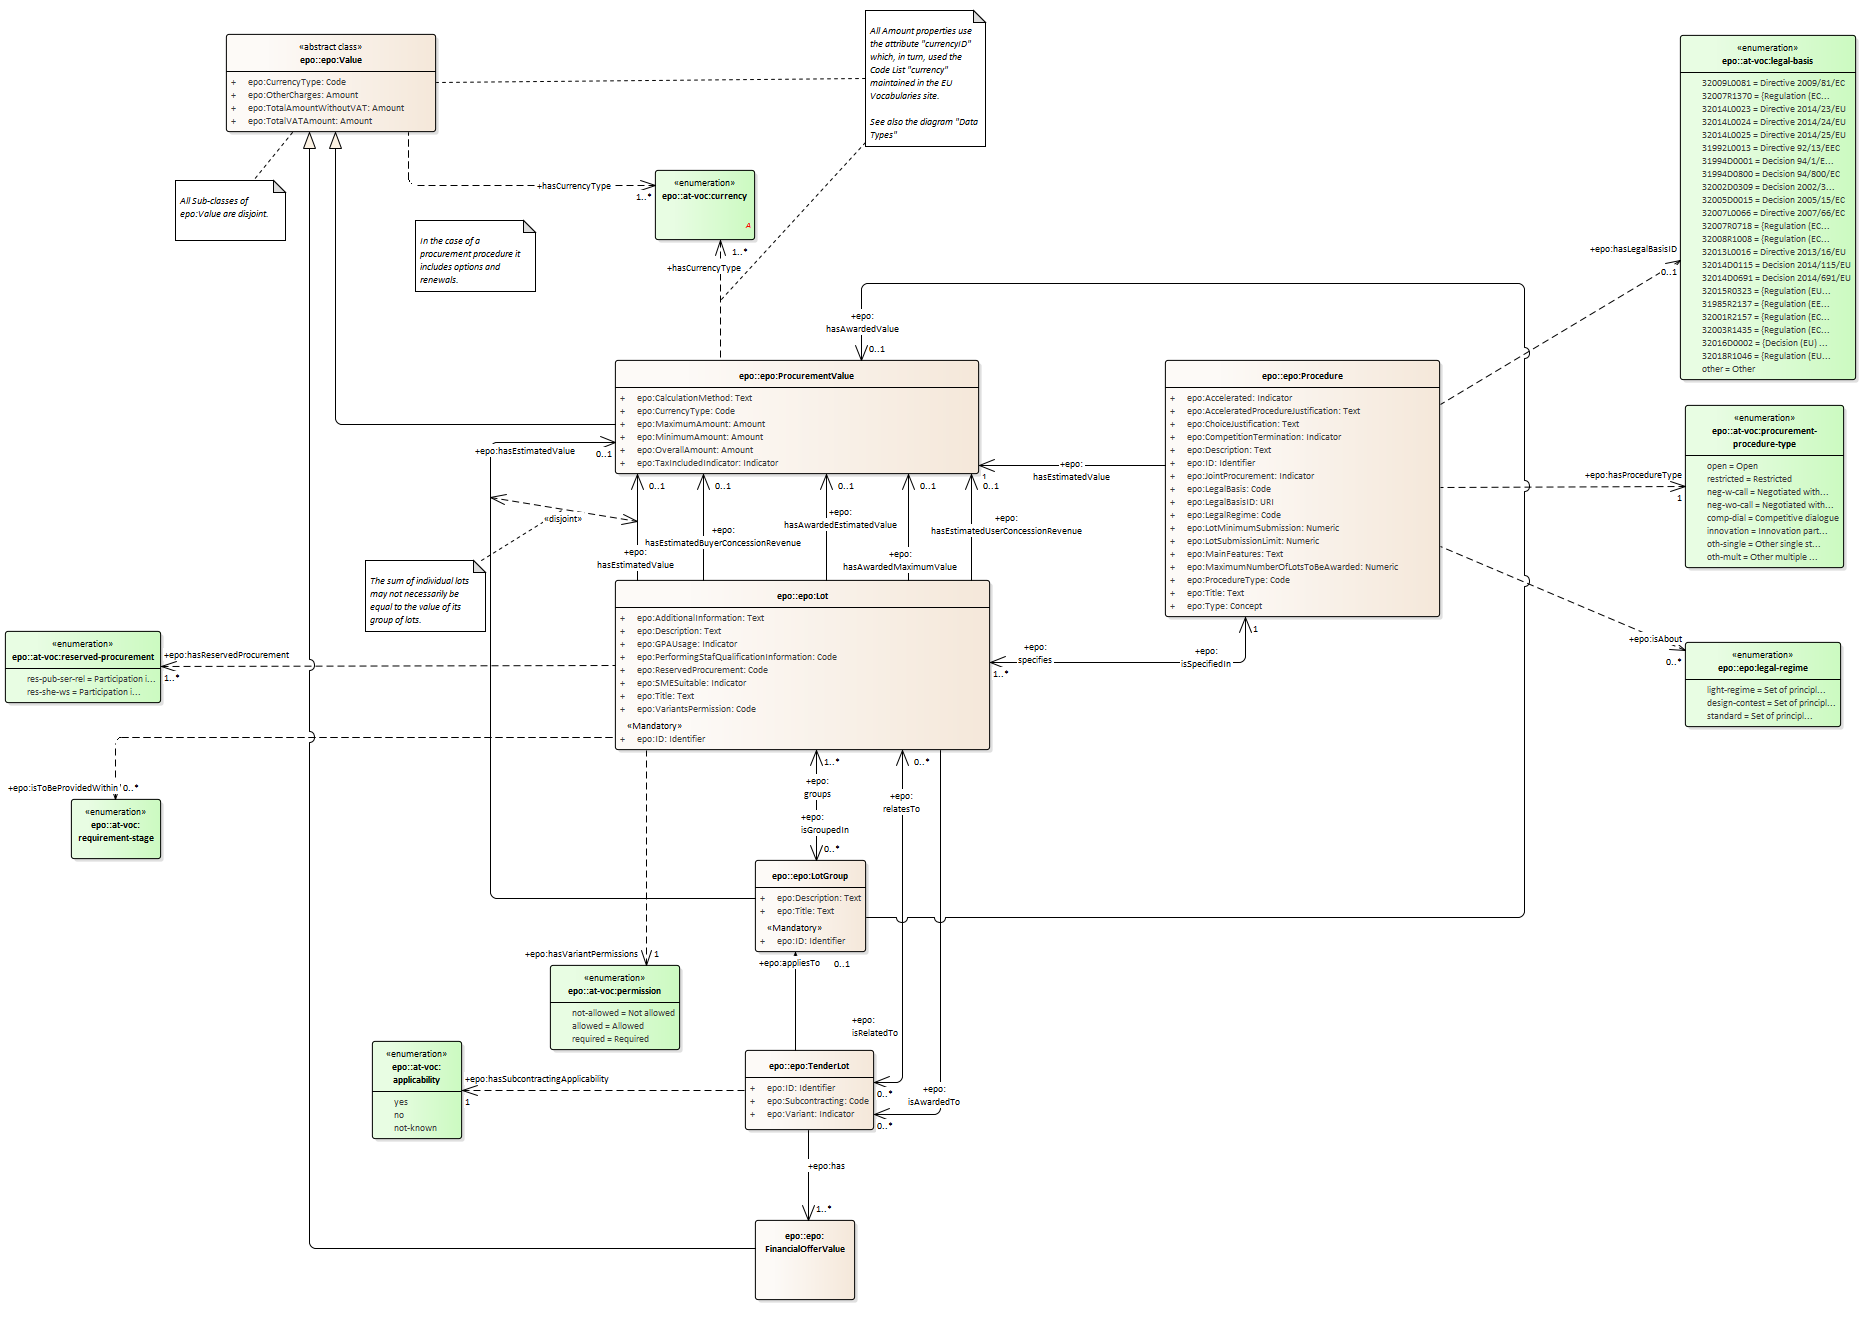 «abstract class»
epo::epo:Value
+ epo:CurrencyType: Code
+ epo:OtherCharges: Amount
+ epo:TotalAmountWithoutVAT: Amount
+ epo:TotalVATAmount: Amount
All Amount properties use
the attribute "currencyID"
which, in turn, used the
Code List "currency"
maintained in the EU
Vocabularies site.
See also the diagram "Data
Types"
All Sub-classes of
epo:Value are disjoint.
+hasCurrencyType
1..*
«enumeration»
epo::at-voc:currency
A
In the case of a
procurement procedure it
includes options and
renewals.
1..*
+hasCurrencyType
«enumeration»
epo::at-voc:legal-basis
32009L0081 = Directive 2009/81/EC
32007R1370 = {Regulation (EC...
32014L0023 = Directive 2014/23/EU
32014L0024 = Directive 2014/24/EU
32014L0025 = Directive 2014/25/EU
31992L0013 = Directive 92/13/EEC
31994D0001 = Decision 94/1/E...
31994D0800 = Decision 94/800/EC
32002D0309 = Decision 2002/3...
32005D0015 = Decision 2005/15/EC
32007L0066 = Directive 2007/66/EC
32007R0718 = {Regulation (EC...
32008R1008 = {Regulation (EC...
32013L0016 = Directive 2013/16/EU
32014D0115 = Decision 2014/115/EU
32014D0691 = Decision 2014/691/EU
32015R0323 = {Regulation (EU...
31985R2137 = {Regulation (EE...
32001R2157 = {Regulation (EC...
32003R1435 = {Regulation (EC...
32016D0002 = {Decision (EU) ...
32018R1046 = {Regulation (EU...
other = Other
+epo:hasLegalBasisID
0..1
+epo:
hasAwardedValue
0..1
epo::epo:ProcurementValue
+ epo:CalculationMethod: Text
+ epo:CurrencyType: Code
+ epo:MaximumAmount: Amount
+ epo:MinimumAmount: Amount
+ epo:OverallAmount: Amount
+ epo:TaxIncludedIndicator: Indicator
epo::epo:Procedure
+ epo:Accelerated: Indicator
+ epo:AcceleratedProcedureJustification: Text
+ epo:ChoiceJustification: Text
+ epo:CompetitionTermination: Indicator
+ epo:Description: Text
+ epo:ID: Identifier
+ epo:JointProcurement: Indicator
+ epo:LegalBasis: Code
+ epo:LegalBasisID: URI
+ epo:LegalRegime: Code
+ epo:LotMinimumSubmission: Numeric
+ epo:LotSubmissionLimit: Numeric
+ epo:MainFeatures: Text
+ epo:MaximumNumberOfLotsToBeAwarded: Numeric
+ epo:ProcedureType: Code
+ epo:Title: Text
+ epo:Type: Concept
«enumeration»
epo::at-voc:procurement-
procedure-type
open = Open
restricted = Restricted
neg-w-call = Negotiated with...
neg-wo-call = Negotiated with...
comp-dial = Competitive dialogue
innovation = Innovation part...
oth-single = Other single st...
oth-mult = Other multiple ...
+epo:hasProcedureType
1
+epo:hasEstimatedValue
0..1
+epo:
hasEstimatedValue
1
0..1
0..1
0..1
0..1
0..1
«disjoint»
+epo:
hasEstimatedValue
+epo:
hasEstimatedBuyerConcessionRevenue
+epo:
hasAwardedEstimatedValue
+epo:
hasAwardedMaximumValue
+epo:
hasEstimatedUserConcessionRevenue
The sum of individual lots
may not necessarily be
equal to the value of its
group of lots.
epo::epo:Lot
+ epo:AdditionalInformation: Text
+ epo:Description: Text
+ epo:GPAUsage: Indicator
+ epo:PerformingStafQualificationInformation: Code
+ epo:ReservedProcurement: Code
+ epo:SMESuitable: Indicator
+ epo:Title: Text
+ epo:VariantsPermission: Code
«Mandatory»
+ epo:ID: Identifier
«enumeration»
epo::at-voc:reserved-procurement
res-pub-ser-rel = Participation i...
res-she-ws = Participation i...
+epo:hasReservedProcurement
1..*
+epo:
specifies
1..*
+epo:
isSpecifiedIn
1
+epo:isAbout
0..*
«enumeration»
epo::epo:legal-regime
light-regime = Set of principl...
design-contest = Set of principl...
standard = Set of principl...
+epo:isToBeProvidedWithin
0..*
«enumeration»
epo::at-voc:
requirement-stage
1..*
+epo:
groups
+epo:
isGroupedIn
0..*
0..*
+epo:
relatesTo
epo::epo:LotGroup
+ epo:Description: Text
+ epo:Title: Text
«Mandatory»
+ epo:ID: Identifier
+epo:hasVariantPermissions
1
+epo:appliesTo
0..1
«enumeration»
epo::at-voc:permission
not-allowed = Not allowed
allowed = Allowed
required = Required
+epo:
isRelatedTo
0..*
«enumeration»
epo::at-voc:
applicability
yes
no
not-known
+epo:hasSubcontractingApplicability
1
epo::epo:TenderLot
+ epo:ID: Identifier
+ epo:Subcontracting: Code
+ epo:Variant: Indicator
+epo:
isAwardedTo
0..*
+epo:has
1..*
epo::epo:
FinancialOfferValue